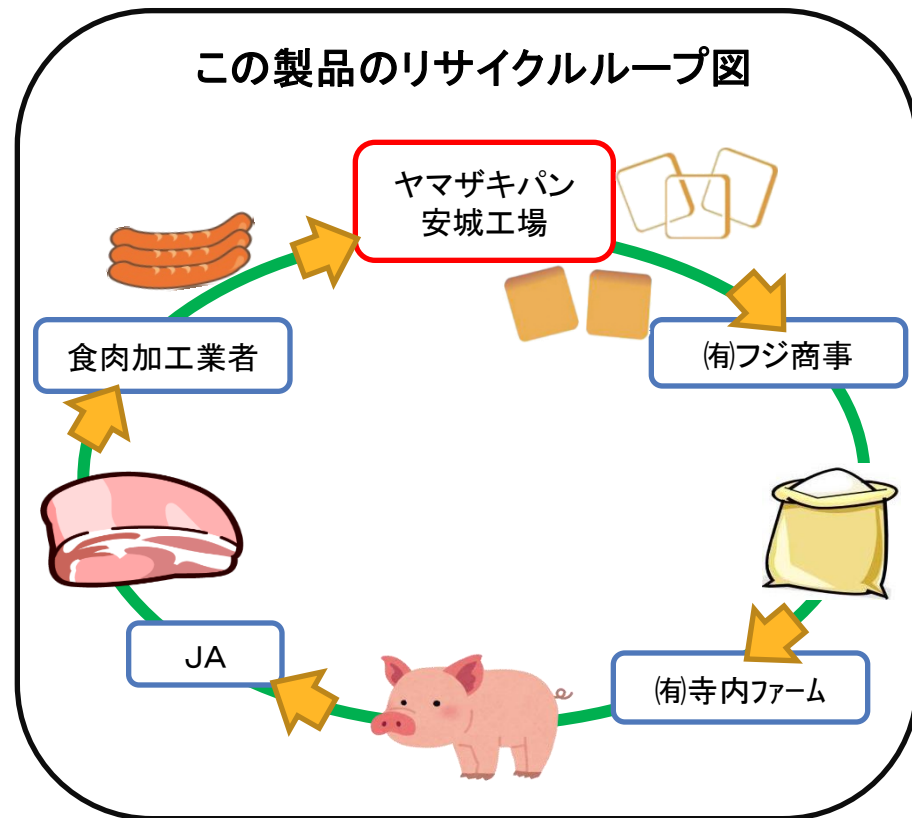 この製品のリサイクルループ図
ヤマザキパン
安城工場
食肉加工業者
㈲フジ商事
JA
㈲寺内ファーム